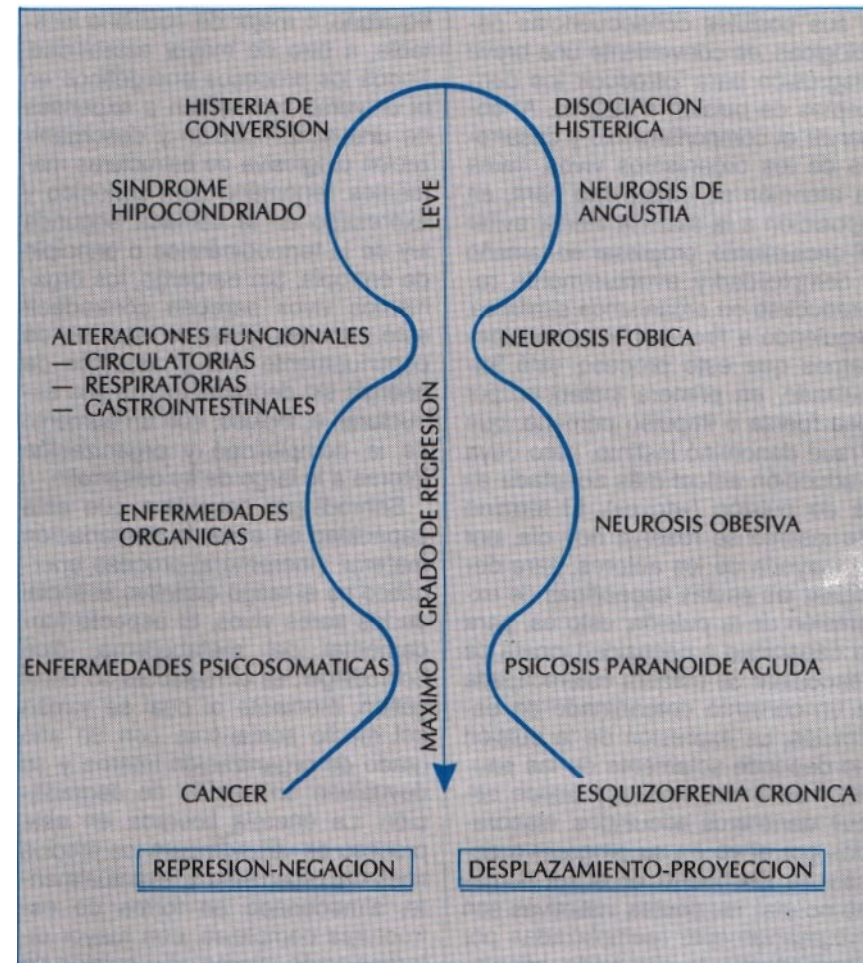 HISTERIA DE
CONVERSION
DISOCIACION
HISTERICA
SINDROME
HIPOCONDRIADO
NEUROSIS DE
ANGUSTIA
LEVE
ALTERACIONES FUNCIONALES
— CIRCULATORIAS
— RESPIRATORIAS
— GASTROINTESTINALES
NEUROSIS FOBICA
GRADO DE REGRESION
ENFERMEDADES
ORGANICAS
NEUROSIS OBESIVA
ENFERMEDADES PSICOSOMATICAS
PSICOSIS PARANOIDE AGUDA
MAXIMO
CANCER
ESQUIZOFRENIA CRONICA
REPRESION-NEGACION
DESPLAZAMIENTO-PROYECCION